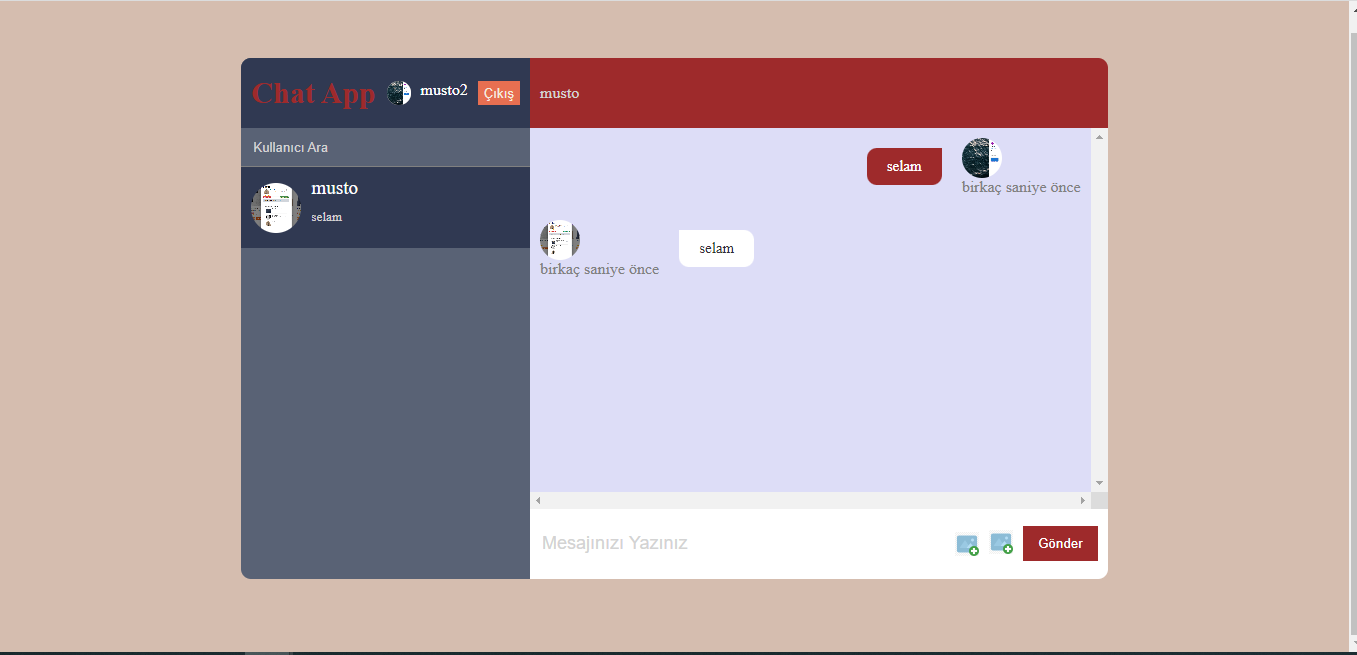 Chat App
musto2
Çıkış
musto
Kullanıcı Ara
musto
selam
selam
birkaç saniye önce
selam
birkaç saniye önce
Mesajınızı Yazınız
Gönder